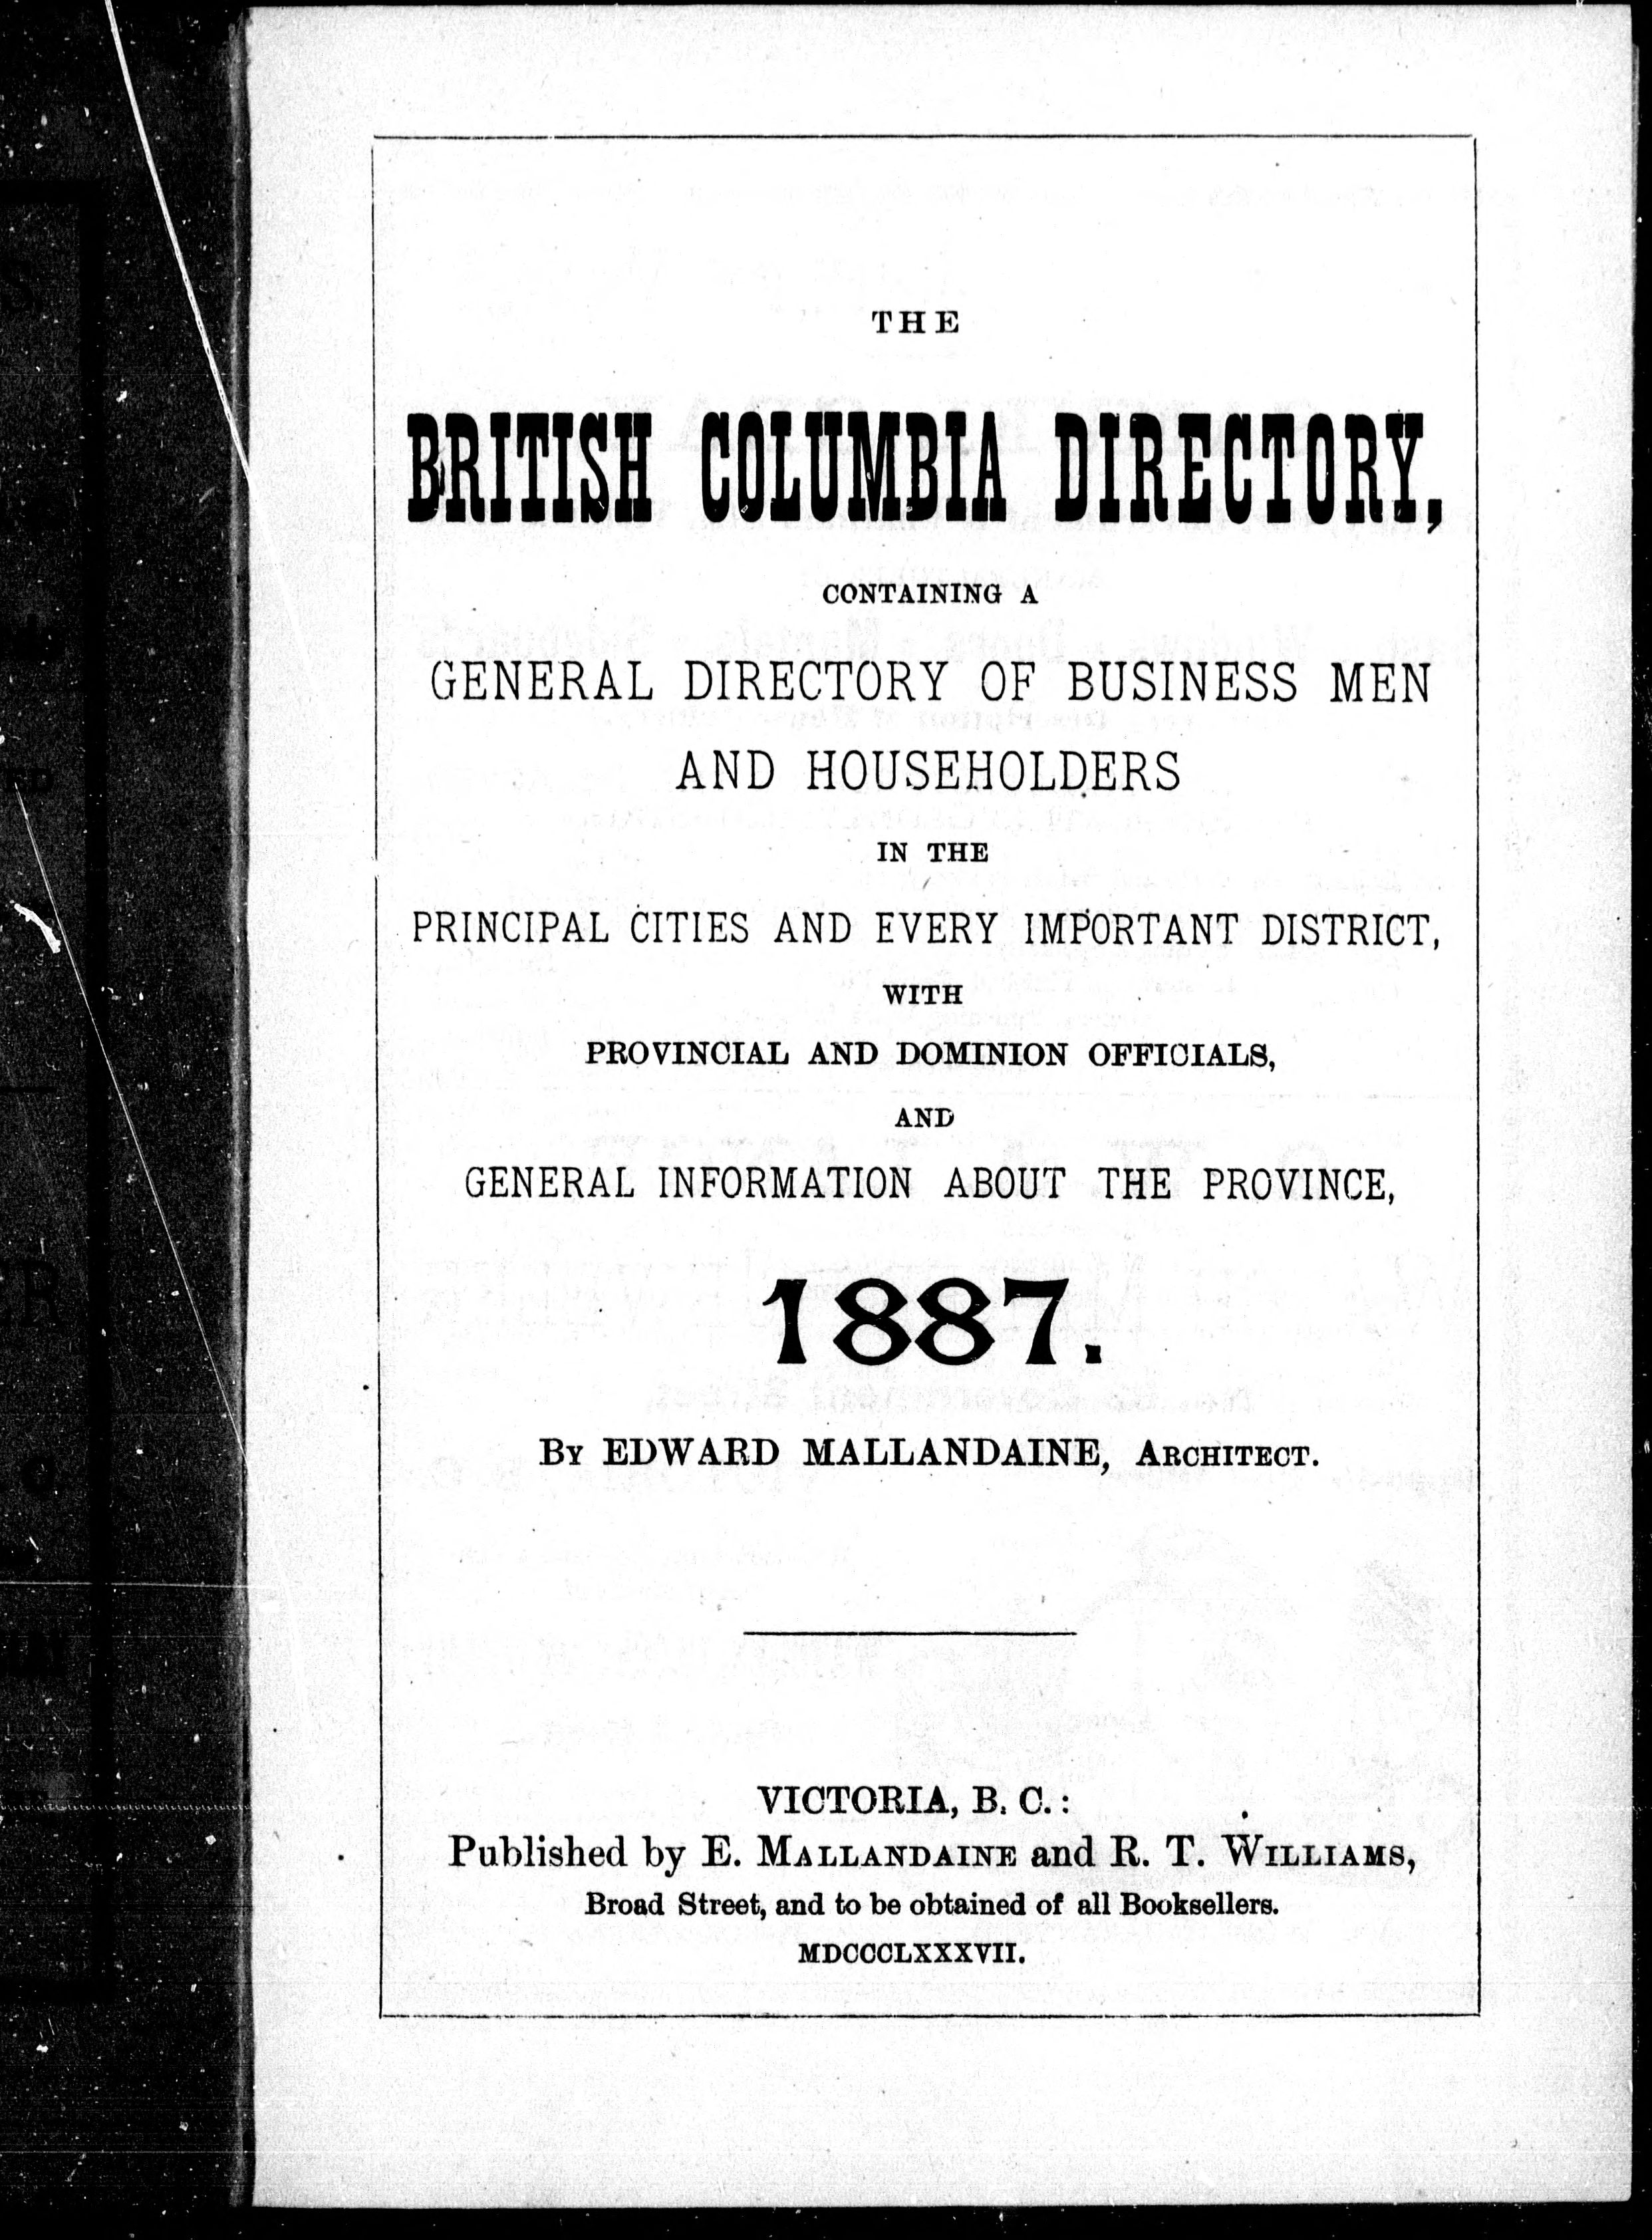 THE
BRITISH COLUMBIA DIRECTORY,
CONTAINING A
GENERAL DIRECTORY OF BUSINESS MEN
AND HOUSEHOLDERS
IN THE
PRINCIPAL CITIES AND EVERY IMPORTANT DISTRICT,
WITH
PROVINCIAL AND DOMINION OFFICIALS,
AND
GENERAL INFORMATION ABOUT THE PROVINCE,
1887.
BY EDWARD MALLANDAINE, ARCHITECT.
VICTORIA, B. C.:
Published by E. MALLANDAINE and R. T. WILLIAMS,
Broad Street, and to be obtained of all Booksellers.
MDCCCLXXXVII.